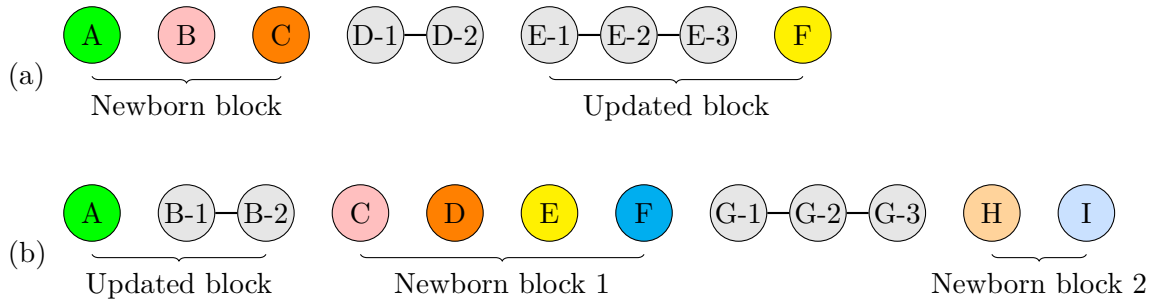 A B C D-1 D-2 E-1 E-2 E-3 F
(a)
Newborn block Updated block
A B-1 B-2 C D E F G-1 G-2 G-3 H I
(b)
Updated block Newborn block 1 Newborn block 2